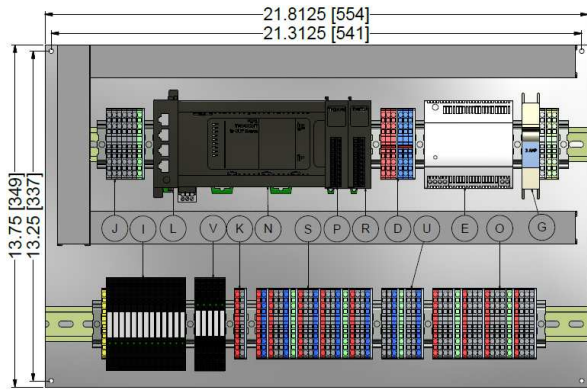 21.8125 [554]
21.3125 [541]
13.75 [349]
13.25 [337]
J I L V K N S P R D U E O G